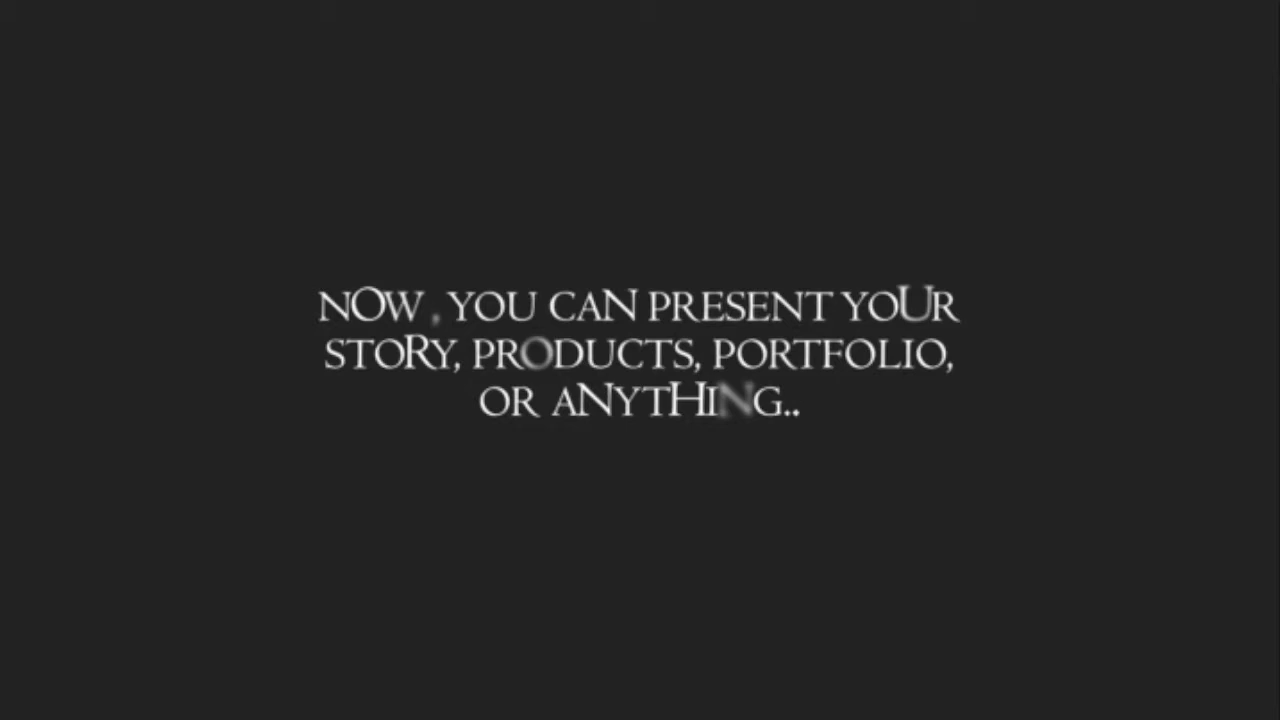 NOW , YOU CAN PRESENT YOUR
STORY, PRODUCTS, PORTFOLIO,
OR ANYTHING..